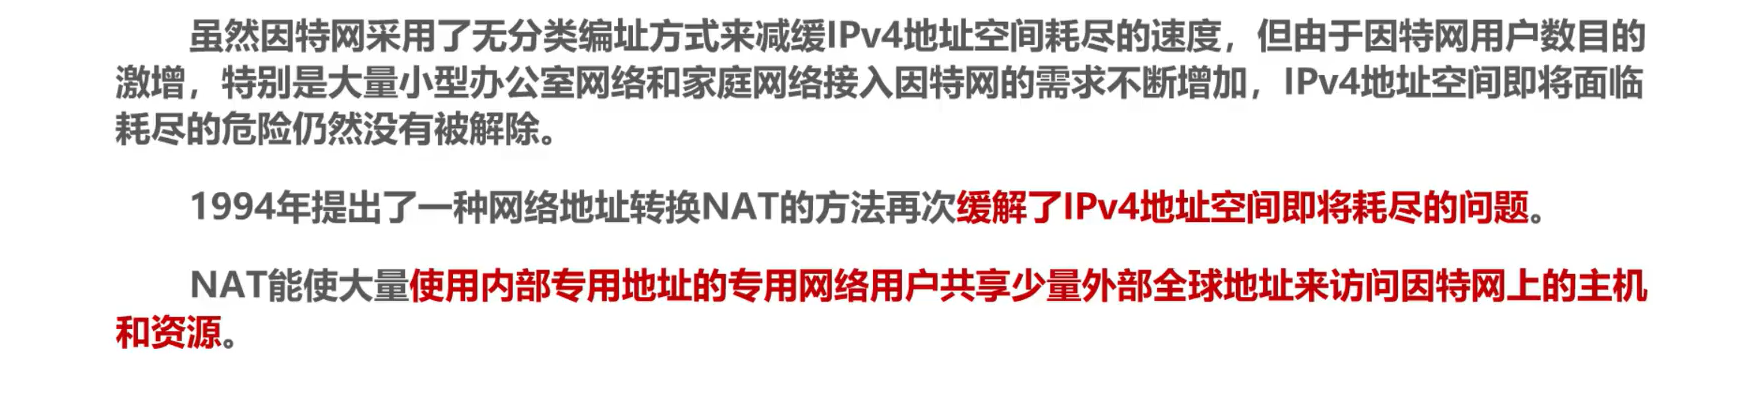 虽然因特网采用了无分类编址方式来减缓IPv4地址空间耗尽的速度，但由于因特网用户数目的
激增，特别是大量小型办公室网络和家庭网络接入因特网的需求不断增加，IPv4地址空间即将面临
耗尽的危险仍然没有被解除。
1994年提出了一种网络地址转换NAT的方法再次缓解了IPv4地址空间即将耗尽的问题。
NAT能使大量使用内部专用地址的专用网络用户共享少量外部全球地址来访问因特网上的主机
和资源。